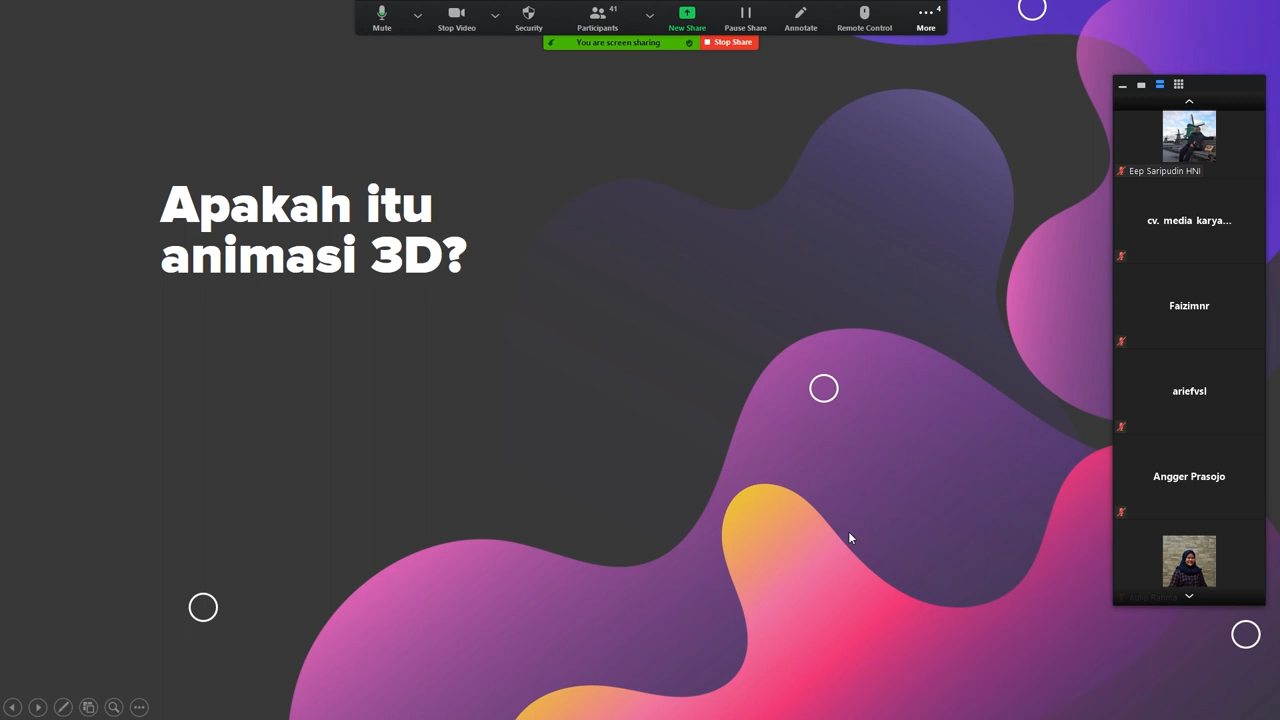 Mute
Stop Video
Security
Participants
41
New Share
Pause Share
Annotate
Remote Control
More
4
You are screen sharing
Stop Share
Apakah itu
animasi 3D?
Eep Saripudin HNI
cv. media karya...
Faizimnr
ariefvsl
Angger Prasojo